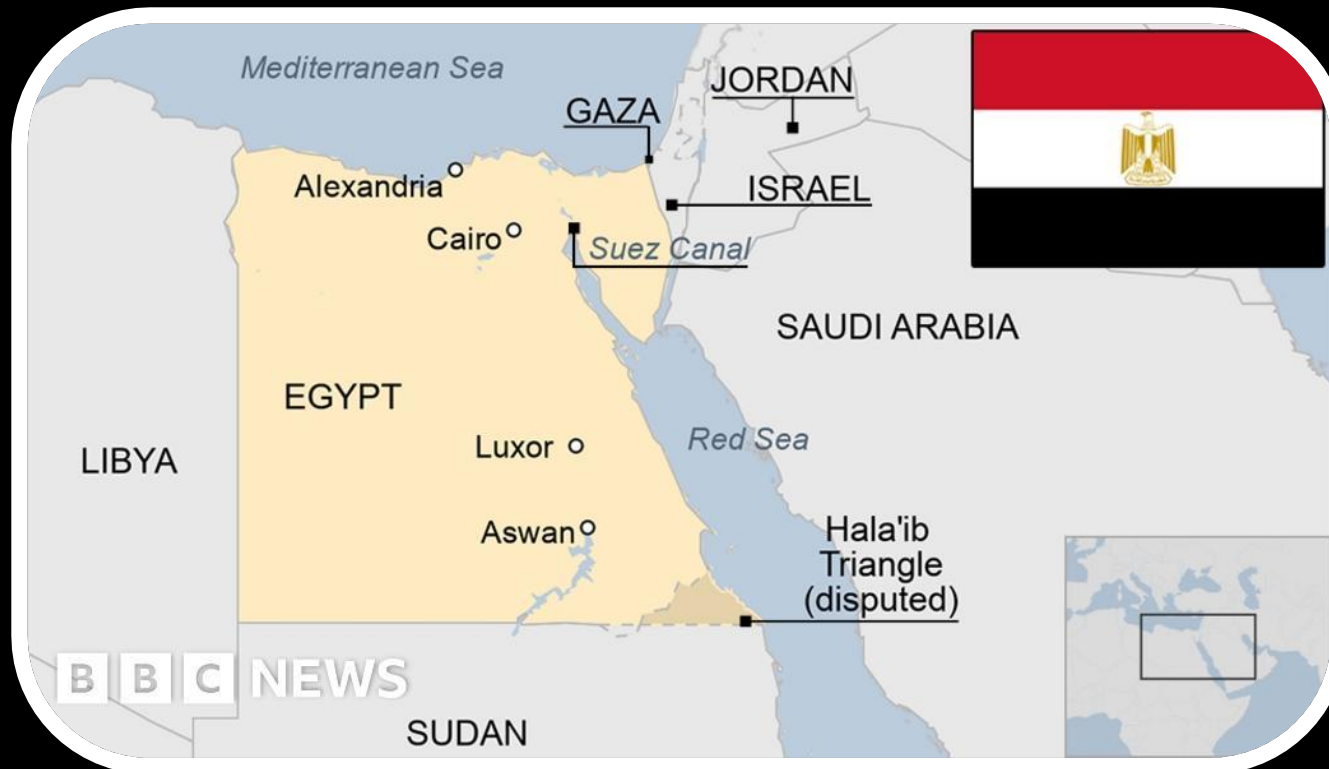 Mediterranean Sea
JORDAN
GAZA
Alexandria
ISRAEL
Cairo
Suez Canal
SAUDI ARABIA
EGYPT
Luxor
Red Sea
LIBYA
Aswan
Hala'ib
Triangle
(disputed)
BBC NEWS
SUDAN